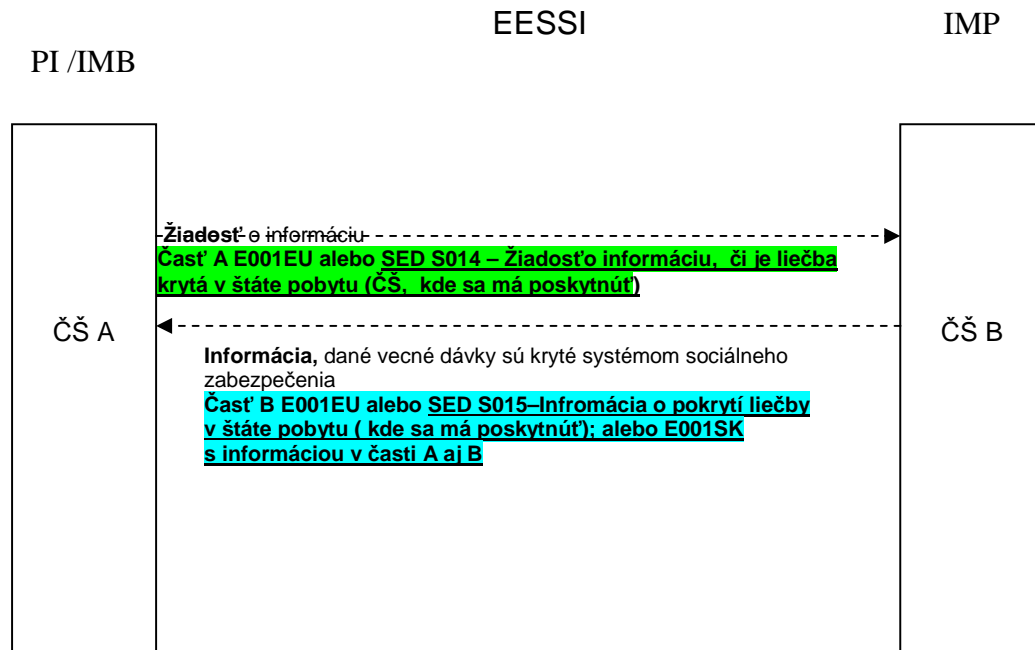 EESSI
IMP
PI /IMB
Žiadosť o informáciu
Časť A E001EU alebo SED S014 – Žiadosťo informáciu, či je liečba
krytá v štáte pobytu (ČŠ, kde sa má poskytnúť)
ČŠ A
ČŠ B
Informácia, dané vecné dávky sú kryté systémom sociálneho
zabezpečenia
Časť B E001EU alebo SED S015–Infromácia o pokrytí liečby
v štáte pobytu ( kde sa má poskytnúť); alebo E001SK
s informáciou v časti A aj B